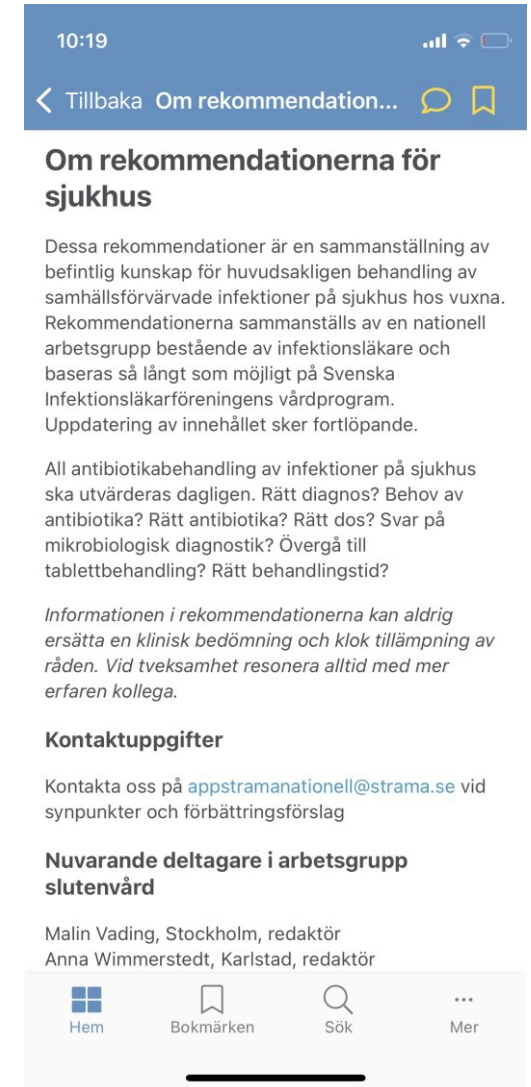 10:19
Tillbaka Om rekommendation...
Om rekommendationerna för
sjukhus
Dessa rekommendationer är en sammanställning av
befintlig kunskap för huvudsakligen behandling av
samhällsförvärvade infektioner på sjukhus hos vuxna.
Rekommendationerna sammanställs av en nationell
arbetsgrupp bestående av infektionsläkare och
baseras så långt som möjligt på Svenska
Infektionsläkarföreningens vårdprogram.
Uppdatering av innehållet sker fortlöpande.
All antibiotikabehandling av infektioner på sjukhus
ska utvärderas dagligen. Rätt diagnos? Behov av
antibiotika? Rätt antibiotika? Rätt dos? Svar på
mikrobiologisk diagnostik? Övergå till
tablettbehandling? Rätt behandlingstid?
Informationen i rekommendationerna kan aldrig
ersätta en klinisk bedömning och klok tillämpning av
råden. Vid tveksamhet resonera alltid med mer
erfaren kollega.
Kontaktuppgifter
Kontakta oss på appstramanationell@strama.se vid
synpunkter och förbättringsförslag
Nuvarande deltagare i arbetsgrupp
slutenvård
Malin Vading, Stockholm, redaktör
Anna Wimmerstedt, Karlstad, redaktör
Hem Bokmärken Sök Mer